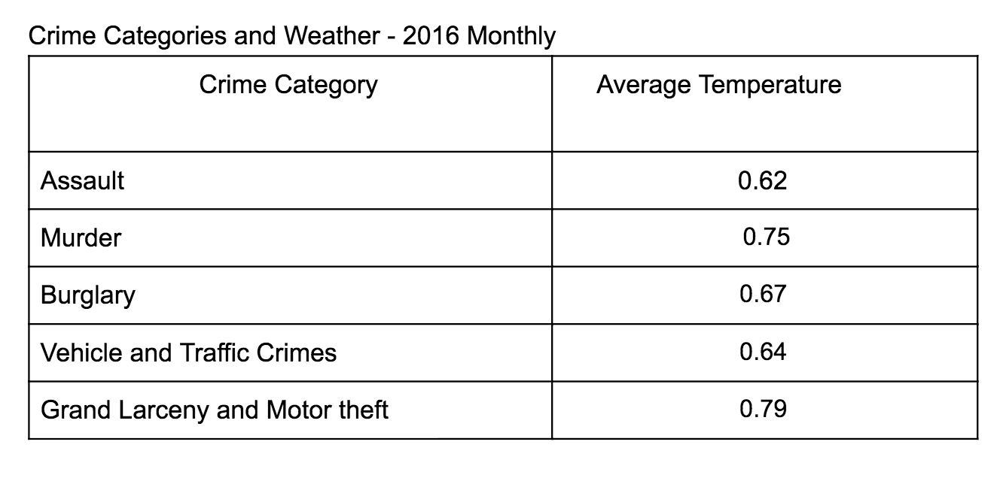 Crime Categories and Weather - 2016 Monthly
Crime Category Average Temperature
Assault 0.62
Murder 0.75
Burglary 0.67
Vehicle and Traffic Crimes 0.64
Grand Larceny and Motor theft 0.79